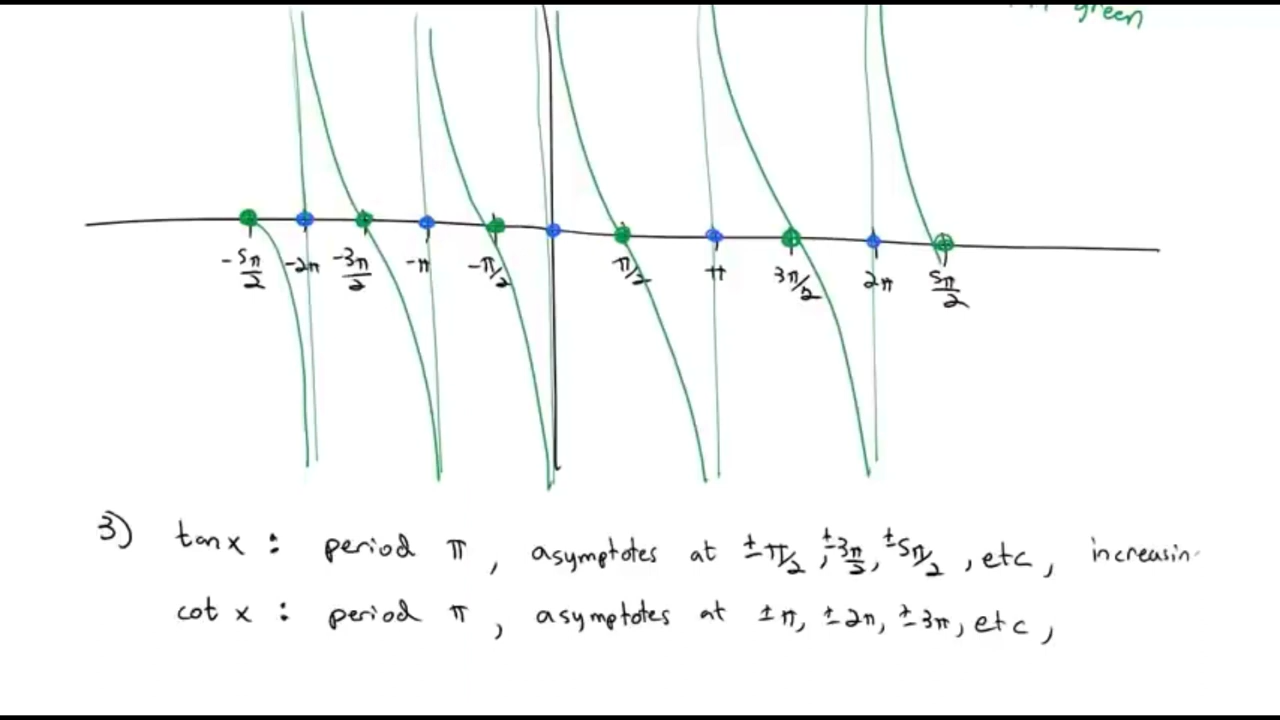 green
-5π/2 -2π -3π/2 -π -π/2 π/2 π 3π/2 2π 5π/2
3) tanx : period π, asymptotes at ±π/2, ±3π/2, ±5π/2, etc, increasin
cot x : period π, asymptotes at ±π, ±2π, ±3π, etc,